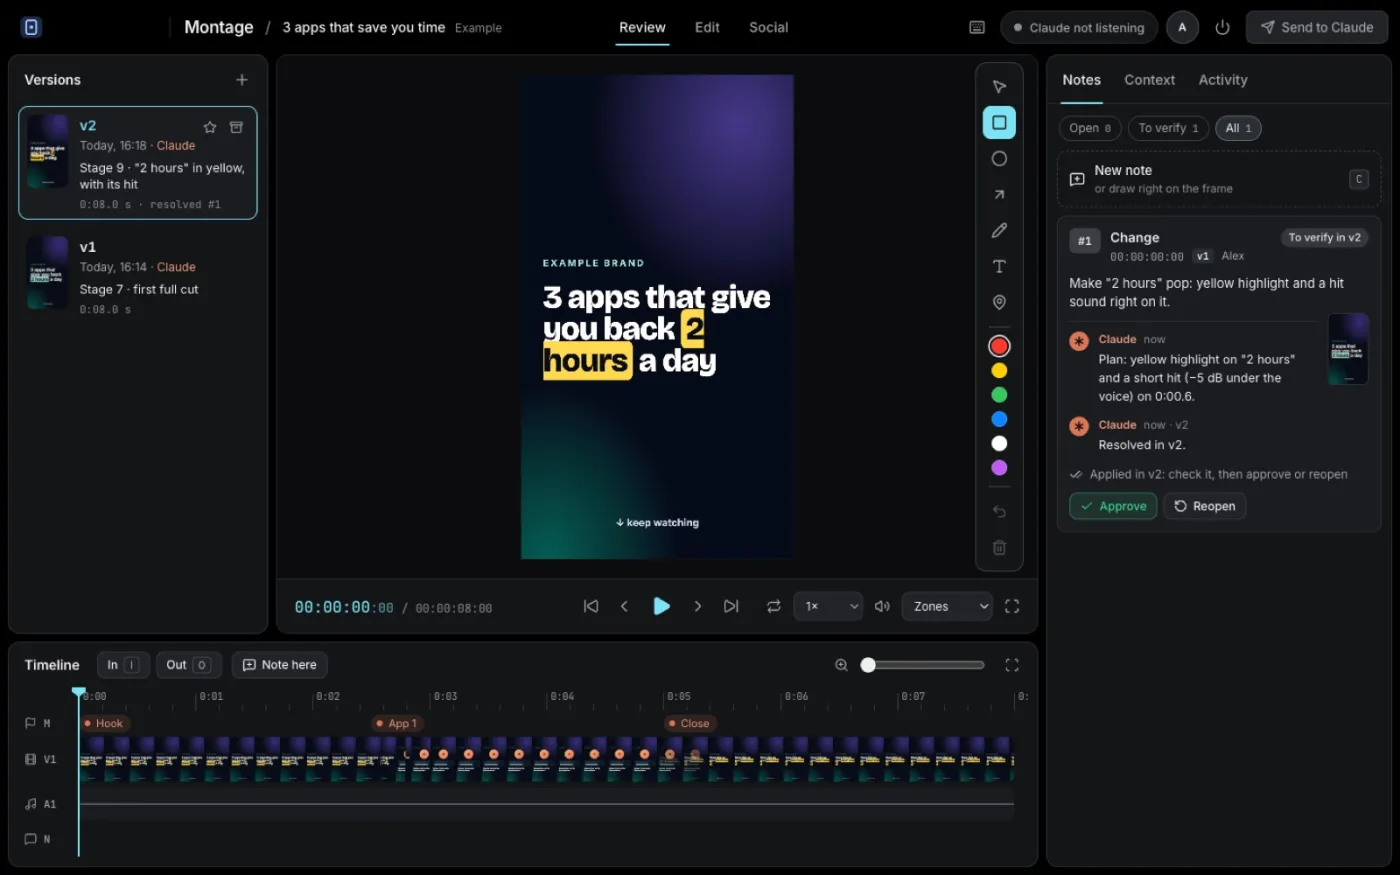 Montage / 3 apps that save you time Example
Review Edit Social
Claude not listening
A
Send to Claude
Versions
v2
Today, 16:18 · Claude
Stage 9 · "2 hours" in yellow,
with its hit
0:08.0 s · resolved #1
v1
Today, 16:14 · Claude
Stage 7 · first full cut
0:08.0 s
EXAMPLE BRAND
3 apps that give
you back 2
hours a day
↓ keep watching
T
00:00:00:00 / 00:00:08:00
1×
Zones
Notes Context Activity
Open 0 To verify 1 All 1
New note
or draw right on the frame
C
#1 Change To verify in v2
00:00:00:00 v1 Alex
Make "2 hours" pop: yellow highlight and a hit
sound right on it.
Claude now
Plan: yellow highlight on "2 hours"
and a short hit (−5 dB under the
voice) on 0:00.6.
Claude now · v2
Resolved in v2.
Applied in v2: check it, then approve or reopen
Approve Reopen
Timeline In I Out O Note here
0:00 0:01 0:02 0:03 0:04 0:05 0:06 0:07 0:
M Hook App 1 Close
V1
A1
N